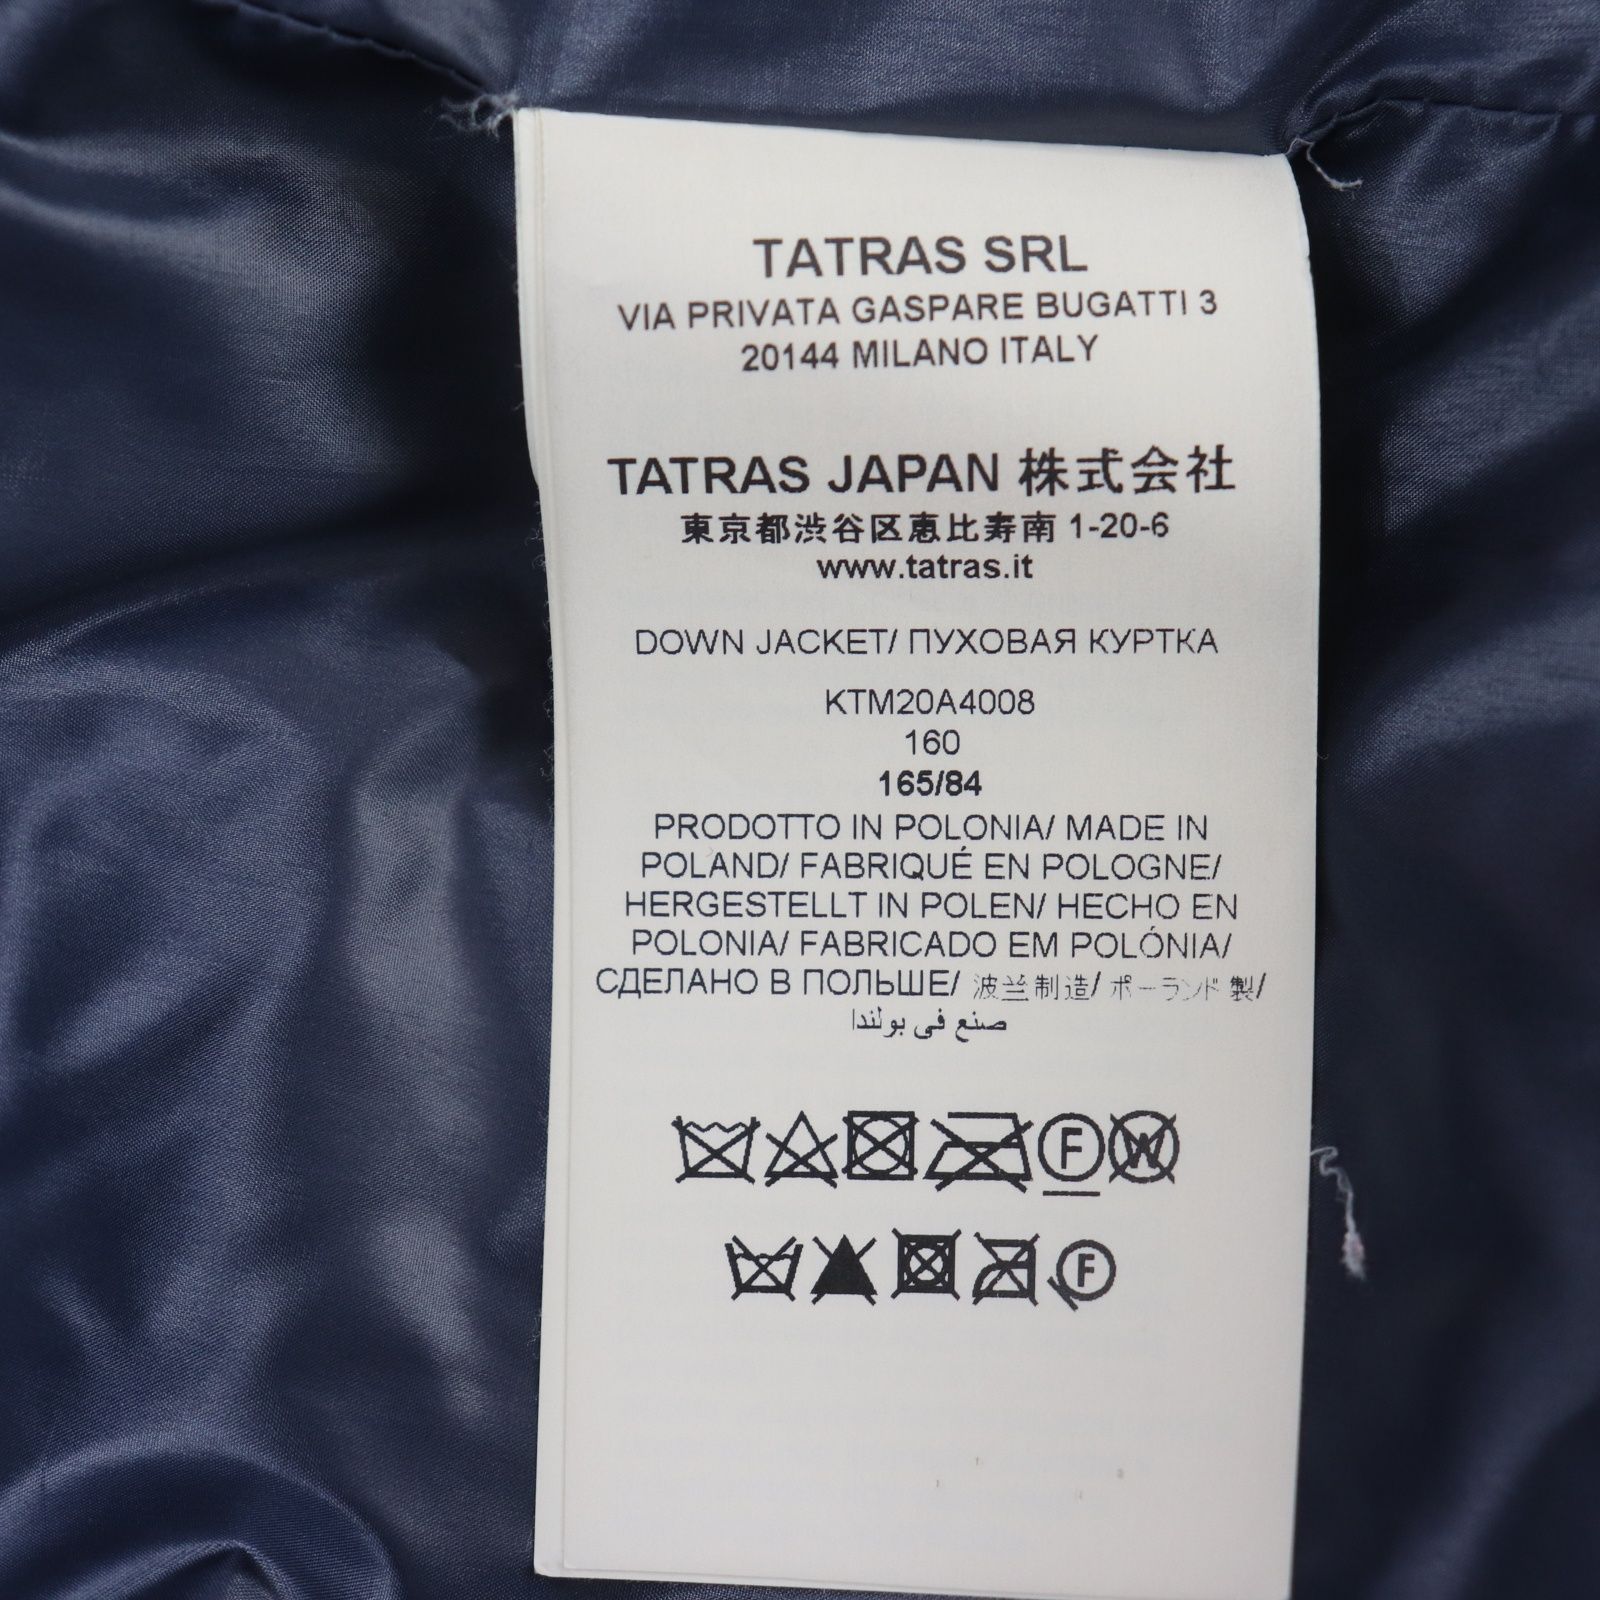 TATRAS SRL
VIA PRIVATA GASPARE BUGATTI 3
20144 MILANO ITALY
TATRAS JAPAN 株式会社
東京都渋谷区恵比寿南 1-20-6
www.tatras.it
DOWN JACKET/ ПУХОВАЯ КУРТКА
KTM20A4008
160
165/84
PRODOTTO IN POLONIA/ MADE IN
POLAND/ FABRIQUÉ EN POLOGNE/
HERGESTELLT IN POLEN/ HECHO EN
POLONIA/ FABRICADO EM POLÓNIA/
СДЕЛАНО В ПОЛЬШЕ/ 波兰制造/ ポーランド製/
صنع في بولندا
F W
F